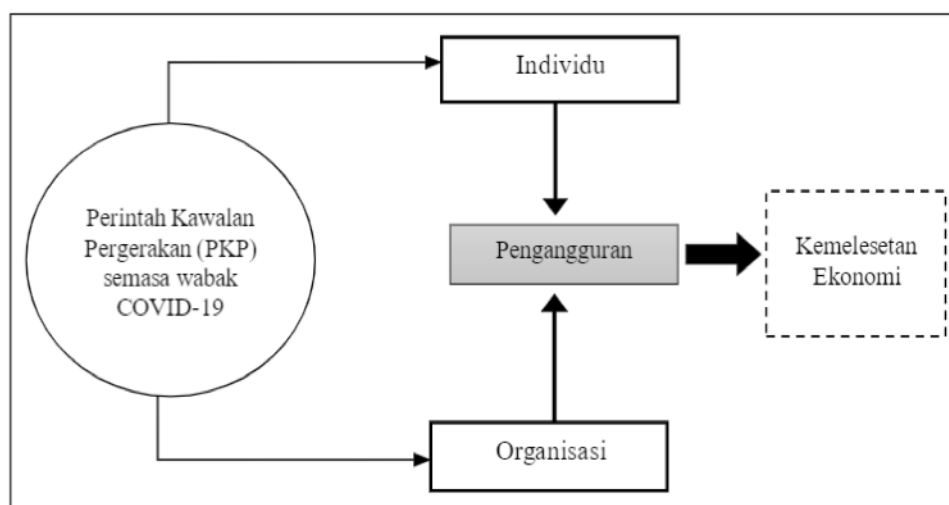 Individu
Perintah Kawalan
Pergerakan (PKP)
semasa wabak
COVID-19
Pengangguran
Kemelesetan
Ekonomi
Organisasi